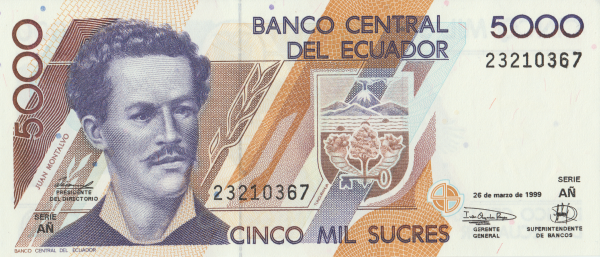 5000
BANCO CENTRAL
DEL ECUADOR
5000
23210367
JUAN MONTALVO
PRESIDENTE
DEL DIRECTORIO
23210367
SERIE
AÑ
26 de marzo de 1999
SERIE
AÑ
GERENTE
GENERAL
SUPERINTENDENTE
DE BANCOS
CINCO MIL SUCRES
BANCO CENTRAL DEL ECUADOR